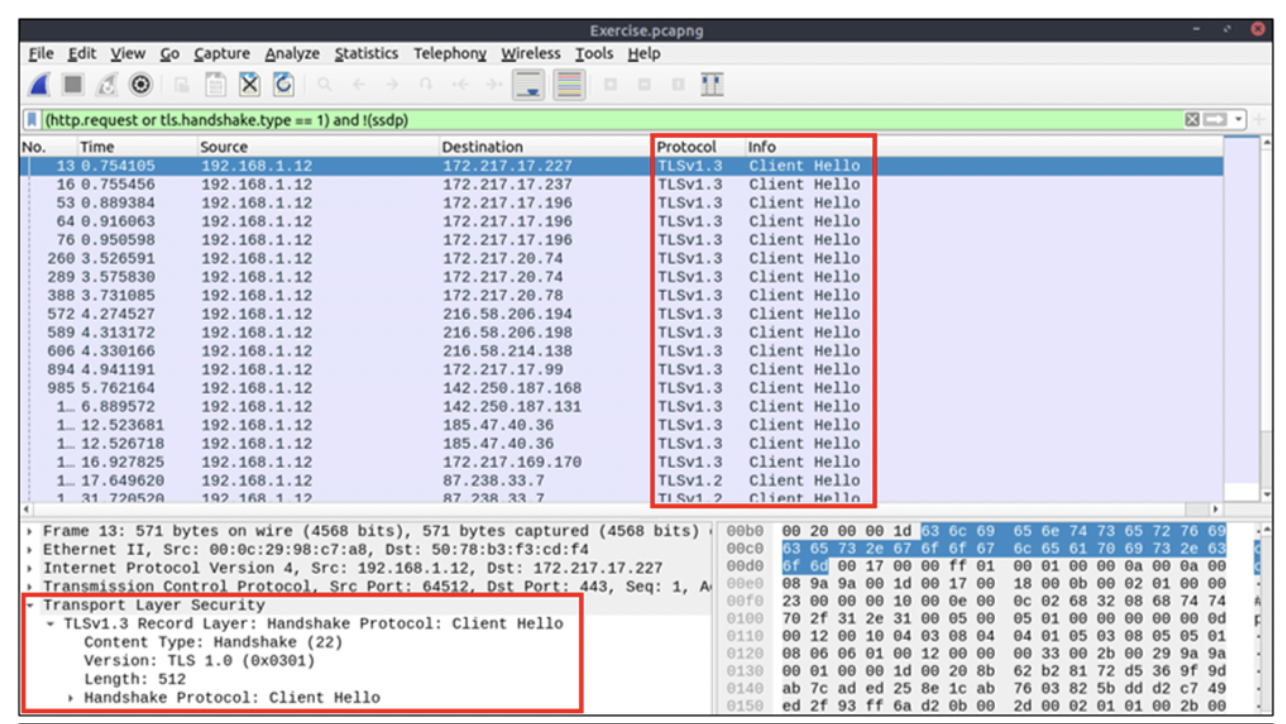 Exercise.pcapng
File Edit View Go Capture Analyze Statistics Telephony Wireless Tools Help
(http.request or tls.handshake.type == 1) and !(ssdp)
No. Time Source Destination Protocol Info
13 0.754105 192.168.1.12 172.217.17.227 TLSv1.3 Client Hello
16 0.755456 192.168.1.12 172.217.17.237 TLSv1.3 Client Hello
53 0.889384 192.168.1.12 172.217.17.196 TLSv1.3 Client Hello
64 0.916063 192.168.1.12 172.217.17.196 TLSv1.3 Client Hello
76 0.950598 192.168.1.12 172.217.17.196 TLSv1.3 Client Hello
260 3.526591 192.168.1.12 172.217.20.74 TLSv1.3 Client Hello
289 3.575830 192.168.1.12 172.217.20.74 TLSv1.3 Client Hello
388 3.731085 192.168.1.12 172.217.20.78 TLSv1.3 Client Hello
572 4.274527 192.168.1.12 216.58.206.194 TLSv1.3 Client Hello
589 4.313172 192.168.1.12 216.58.206.198 TLSv1.3 Client Hello
606 4.330166 192.168.1.12 216.58.214.138 TLSv1.3 Client Hello
894 4.941191 192.168.1.12 172.217.17.99 TLSv1.3 Client Hello
985 5.762164 192.168.1.12 142.250.187.168 TLSv1.3 Client Hello
1… 6.889572 192.168.1.12 142.250.187.131 TLSv1.3 Client Hello
1… 12.523681 192.168.1.12 185.47.40.36 TLSv1.3 Client Hello
1… 12.526718 192.168.1.12 185.47.40.36 TLSv1.3 Client Hello
1… 16.927825 192.168.1.12 172.217.169.170 TLSv1.3 Client Hello
1… 17.649620 192.168.1.12 87.238.33.7 TLSv1.2 Client Hello
1 31.720520 192.168.1.12 87.238.33.7 TLSv1.2 Client Hello
Frame 13: 571 bytes on wire (4568 bits), 571 bytes captured (4568 bits)
Ethernet II, Src: 00:0c:29:98:c7:a8, Dst: 50:78:b3:f3:cd:f4
Internet Protocol Version 4, Src: 192.168.1.12, Dst: 172.217.17.227
Transmission Control Protocol, Src Port: 64512, Dst Port: 443, Seq: 1, A
Transport Layer Security
TLSv1.3 Record Layer: Handshake Protocol: Client Hello
Content Type: Handshake (22)
Version: TLS 1.0 (0x0301)
Length: 512
Handshake Protocol: Client Hello
00b0 00 20 00 00 1d 63 6c 69 65 6e 74 73 65 72 76 69
00c0 63 65 73 2e 67 6f 6f 67 6c 65 61 70 69 73 2e 63
00d0 6f 6d 00 17 00 00 ff 01 00 01 00 00 0a 00 0a 00
00e0 08 9a 9a 00 1d 00 17 00 18 00 0b 00 02 01 00 00
00f0 23 00 00 00 10 00 0e 00 0c 02 68 32 08 68 74 74
0100 70 2f 31 2e 31 00 05 00 05 01 00 00 00 00 00 0d
0110 00 12 00 10 04 03 08 04 04 01 05 03 08 05 05 01
0120 08 06 06 01 00 12 00 00 00 33 00 2b 00 29 9a 9a
0130 00 01 00 00 1d 00 20 8b 62 b2 81 72 d5 36 9f 9d
0140 ab 7c ad ed 25 8e 1c ab 76 03 82 5b dd d2 c7 49
0150 ed 2f 93 ff 6a d2 0b 00 2d 00 02 01 01 00 2b 00